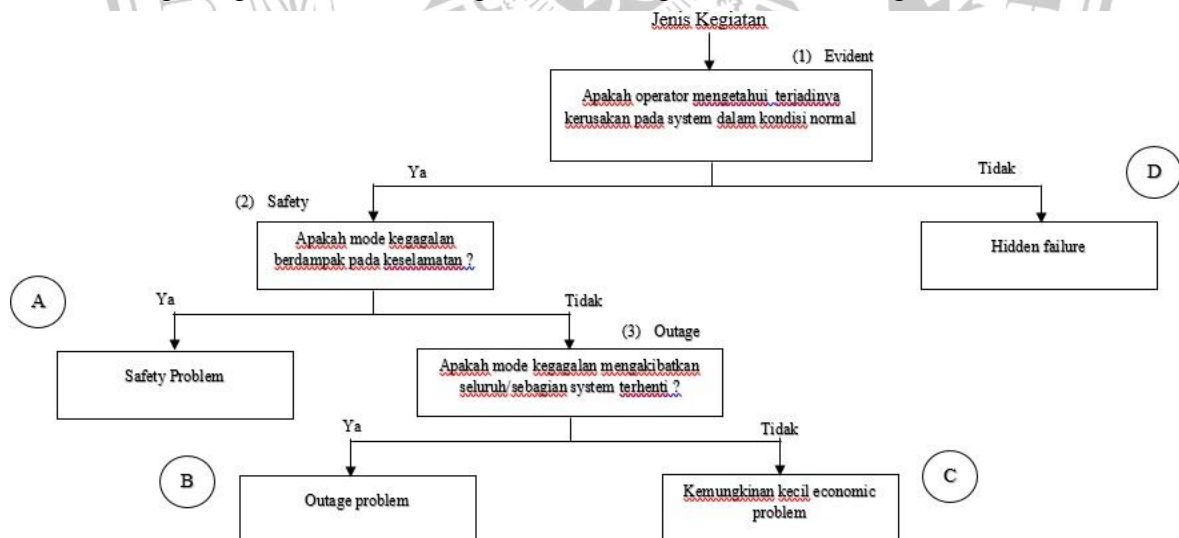 Jenis Kegiatan
(1) Evident
Apakah operator mengetahui terjadinya
kerusakan pada system dalam kondisi normal
Ya
Tidak
D
(2) Safety
Apakah mode kegagalan
berdampak pada keselamatan ?
Hidden failure
A
Ya
Tidak
(3) Outage
Safety Problem
Apakah mode kegagalan mengakibatkan
seluruh/sebagian system terhenti ?
Ya
Tidak
B
Outage problem
Kemungkinan kecil economic
problem
C